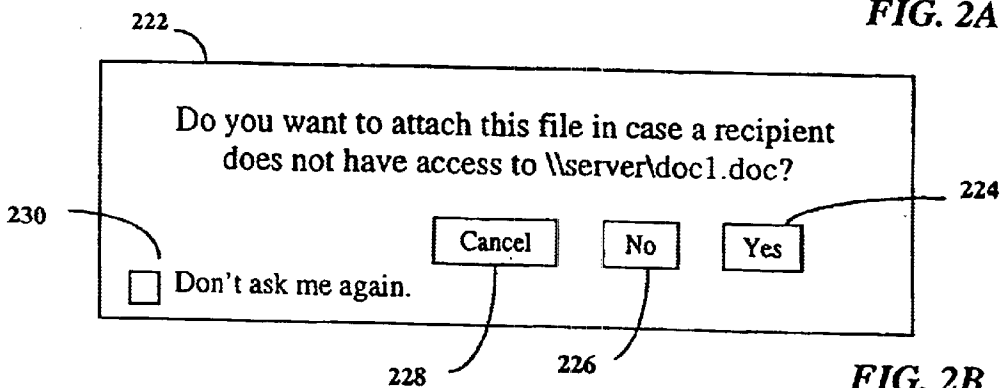 FIG. 2A
222
Do you want to attach this file in case a recipient
does not have access to \\server\doc1.doc?
224
230
Cancel
No
Yes
Don't ask me again.
228
226
FIG. 2B